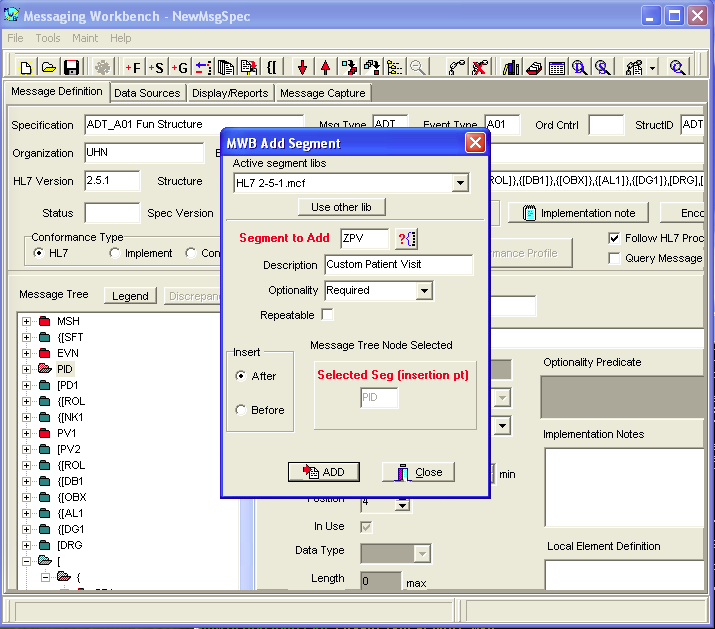 Messaging Workbench - NewMsgSpec
File Tools Maint Help
+F +S +G
Message Definition Data Sources Display/Reports Message Capture
Specification ADT_A01 Fun Structure Msg Type ADT Event Type A01 Ord Cntrl StructID ADT
Organization UHN
HL7 Version 2.5.1 Structure ROL]},{[DB1]},{[OBX]},{[AL1]},{[DG1]},[DRG],[
Status Spec Version Implementation note Enco
Conformance Type
HL7 Implement Con mance Profile
Follow HL7 Proc
Query Message
Message Tree Legend Discrepan
MSH
{[SFT
EVN
PID
[PD1
{[ROL
{[NK1
PV1
[PV2
{[ROL
{[DB1
{[OBX
{[AL1
{[DG1
[DRG
[
{
MWB Add Segment
Active segment libs
HL7 2-5-1.mcf
Use other lib
Segment to Add ZPV ?{[
Description Custom Patient Visit
Optionality Required
Repeatable
Insert
After
Before
Message Tree Node Selected
Selected Seg (insertion pt)
PID
ADD Close
Optionality Predicate
Implementation Notes
min
Position 4
In Use
Data Type
Length 0 max
Local Element Definition